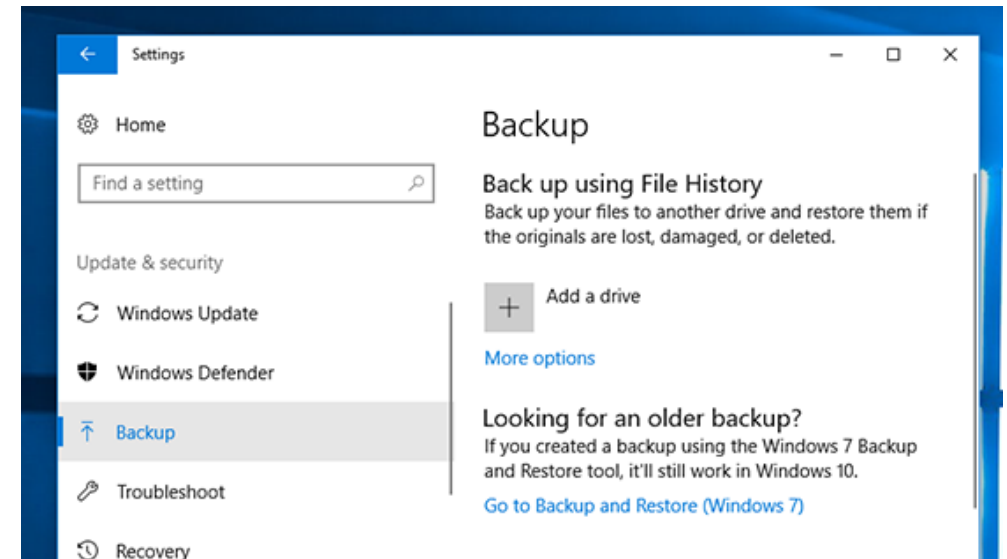 Settings
Home
Find a setting
Update & security
Windows Update
Windows Defender
Backup
Troubleshoot
Recovery
Backup
Back up using File History
Back up your files to another drive and restore them if
the originals are lost, damaged, or deleted.
Add a drive
More options
Looking for an older backup?
If you created a backup using the Windows 7 Backup
and Restore tool, it'll still work in Windows 10.
Go to Backup and Restore (Windows 7)